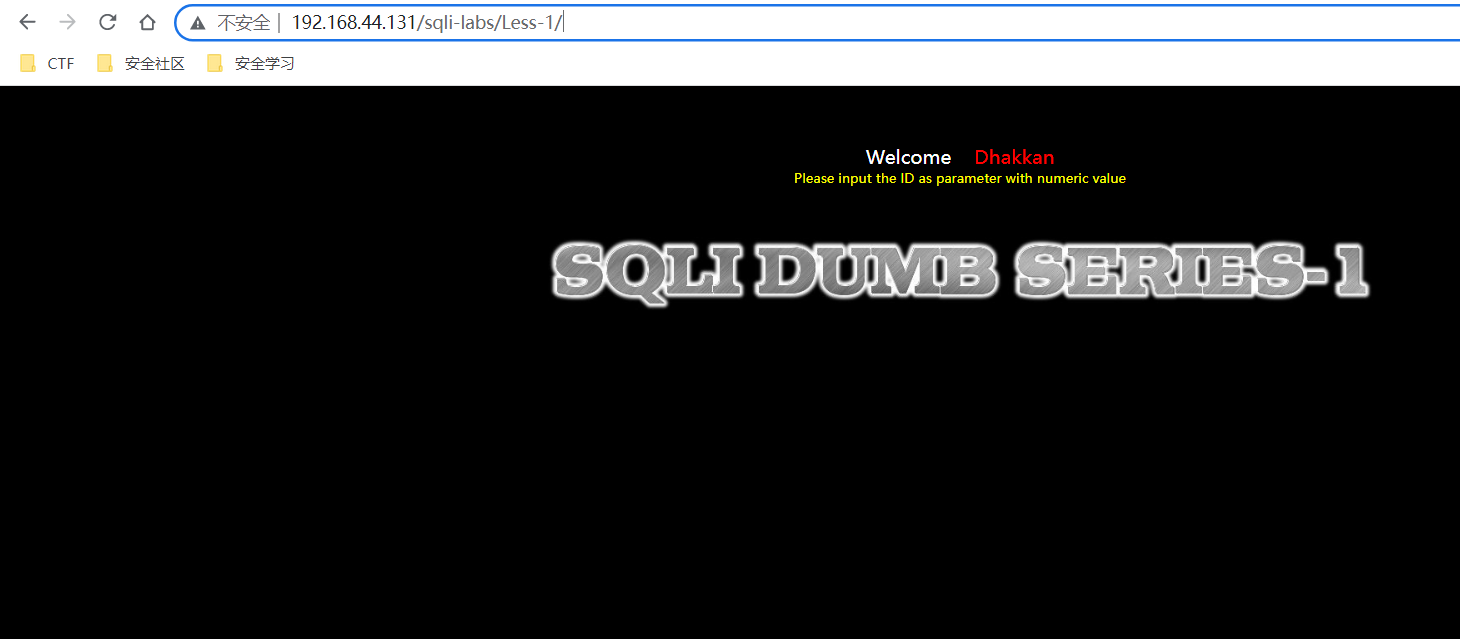 不安全 | 192.168.44.131/sqli-labs/Less-1/
CTF 安全社区 安全学习
Welcome Dhakkan
Please input the ID as parameter with numeric value
SQLI DUMB SERIES-1